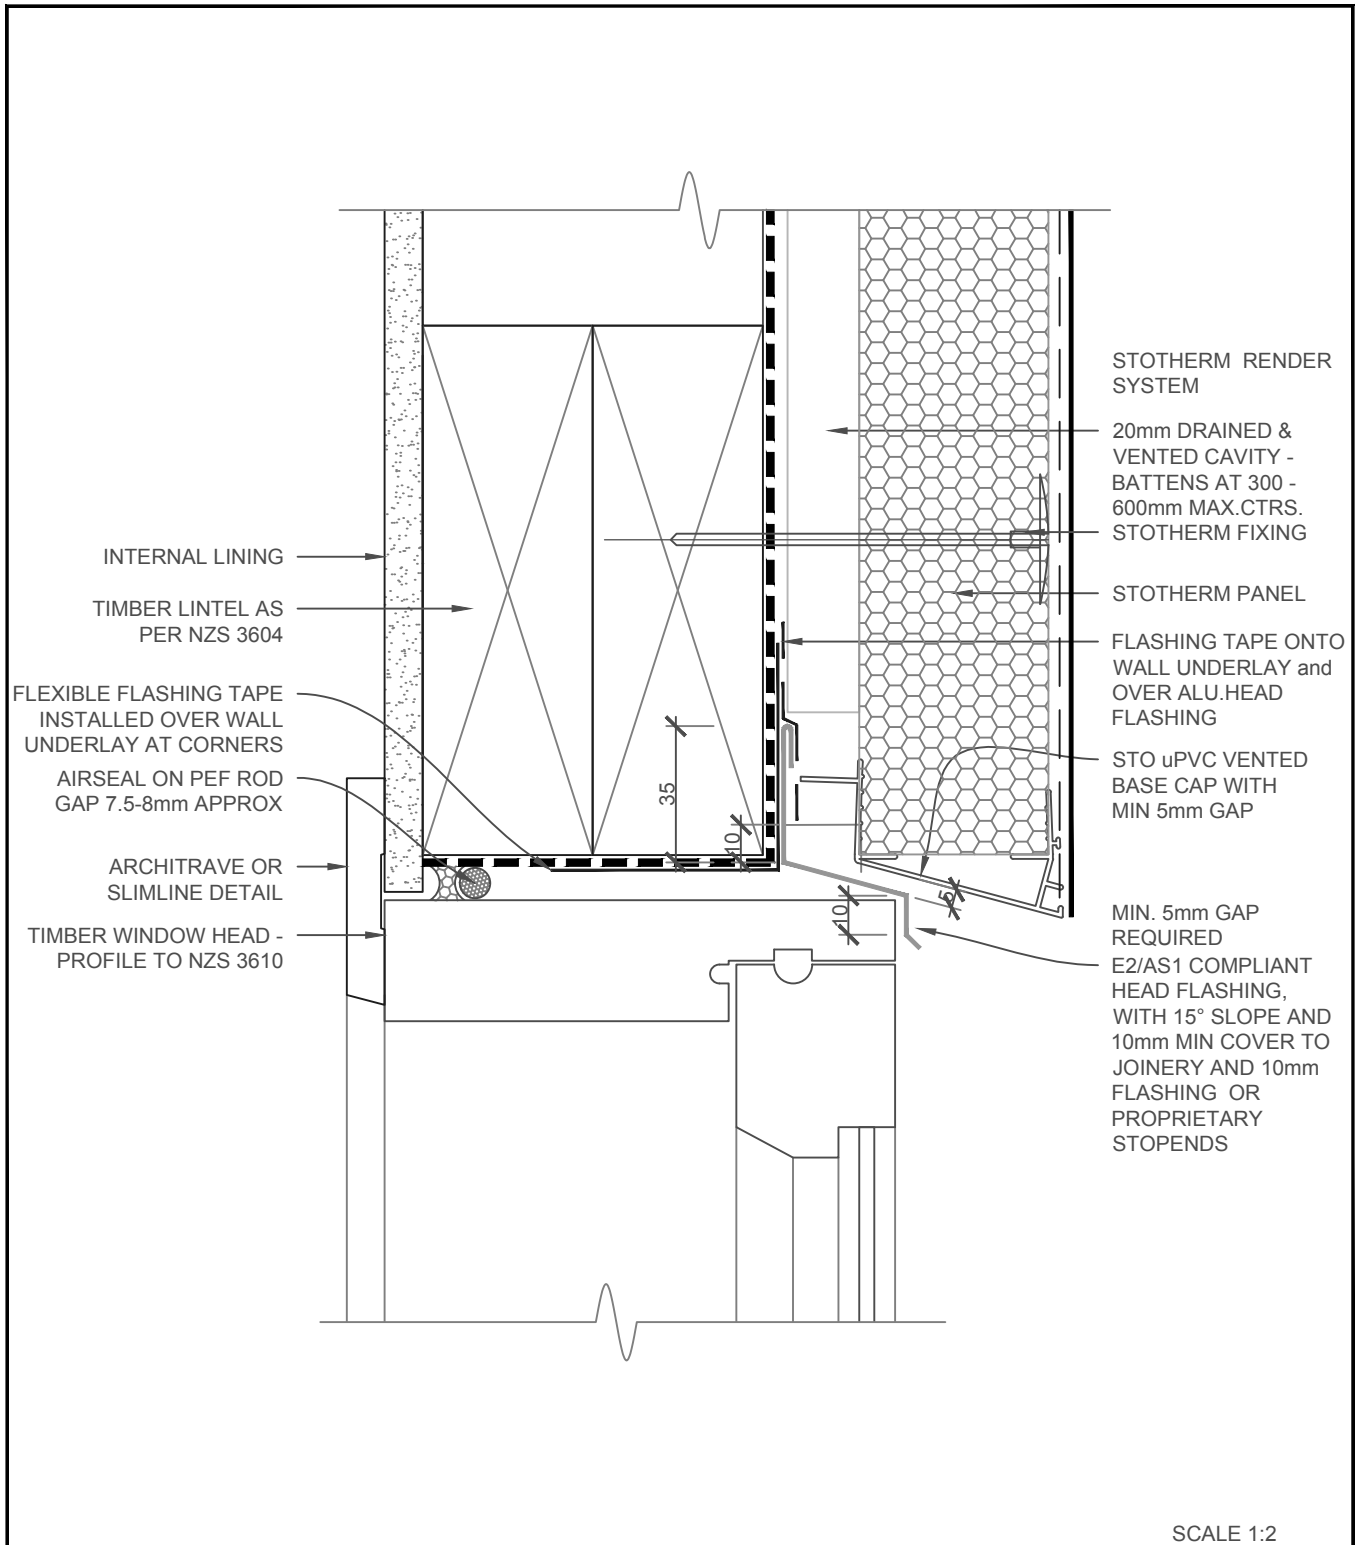 STOTHERM RENDER
SYSTEM
20mm DRAINED &
VENTED CAVITY -
BATTENS AT 300 -
600mm MAX.CTRS.
STOTHERM FIXING
INTERNAL LINING
STOTHERM PANEL
TIMBER LINTEL AS
PER NZS 3604
FLASHING TAPE ONTO
WALL UNDERLAY and
OVER ALU.HEAD
FLASHING
FLEXIBLE FLASHING TAPE
INSTALLED OVER WALL
UNDERLAY AT CORNERS
STO uPVC VENTED
BASE CAP WITH
MIN 5mm GAP
AIRSEAL ON PEF ROD
GAP 7.5-8mm APPROX
35
10
ARCHITRAVE OR
SLIMLINE DETAIL
5
10
MIN. 5mm GAP
REQUIRED
TIMBER WINDOW HEAD -
PROFILE TO NZS 3610
E2/AS1 COMPLIANT
HEAD FLASHING,
WITH 15° SLOPE AND
10mm MIN COVER TO
JOINERY AND 10mm
FLASHING OR
PROPRIETARY
STOPENDS
SCALE 1:2